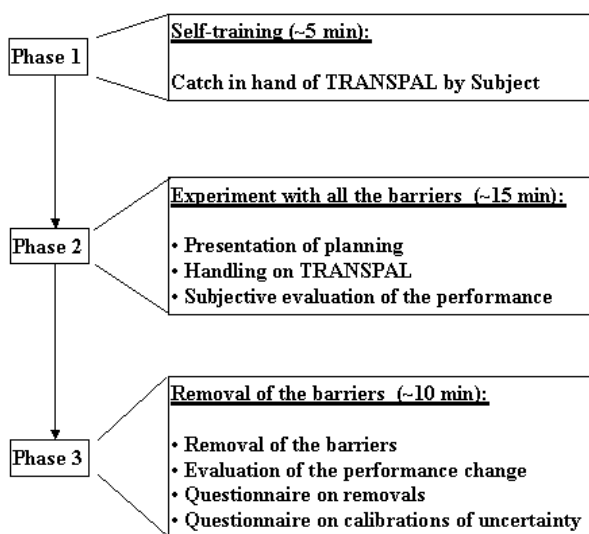 Phase 1
Self-training (~5 min):
Catch in hand of TRANSPAL by Subject
Phase 2
Experiment with all the barriers (~15 min):
• Presentation of planning
• Handling on TRANSPAL
• Subjective evaluation of the performance
Phase 3
Removal of the barriers (~10 min):
• Removal of the barriers
• Evaluation of the performance change
• Questionnaire on removals
• Questionnaire on calibrations of uncertainty